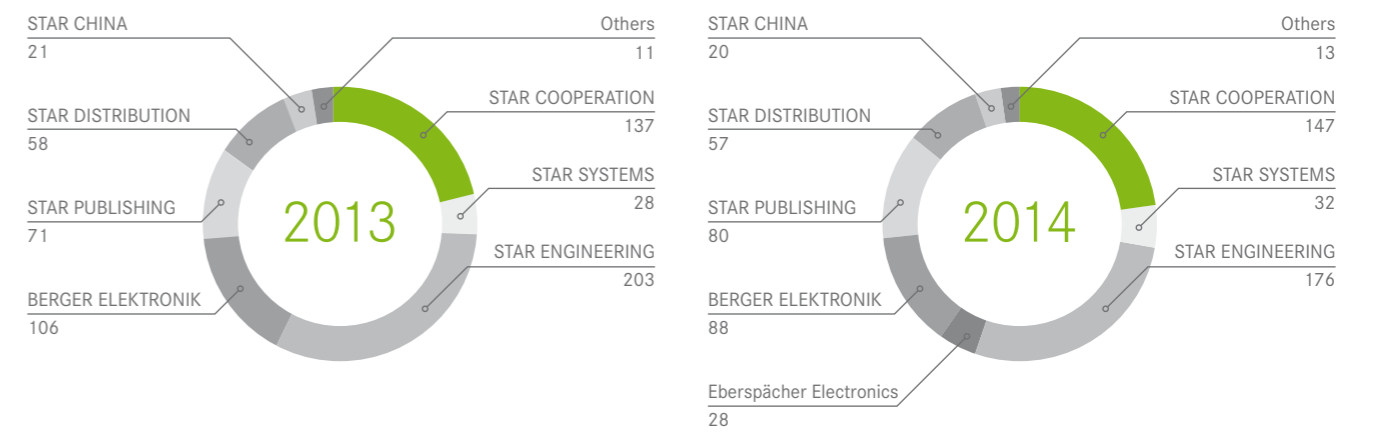 STAR CHINA
21
STAR DISTRIBUTION
58
STAR PUBLISHING
71
BERGER ELEKTRONIK
106
2013
Others
11
STAR COOPERATION
137
STAR SYSTEMS
28
STAR ENGINEERING
203
STAR CHINA
20
STAR DISTRIBUTION
57
STAR PUBLISHING
80
BERGER ELEKTRONIK
88
Eberspächer Electronics
28
2014
Others
13
STAR COOPERATION
147
STAR SYSTEMS
32
STAR ENGINEERING
176